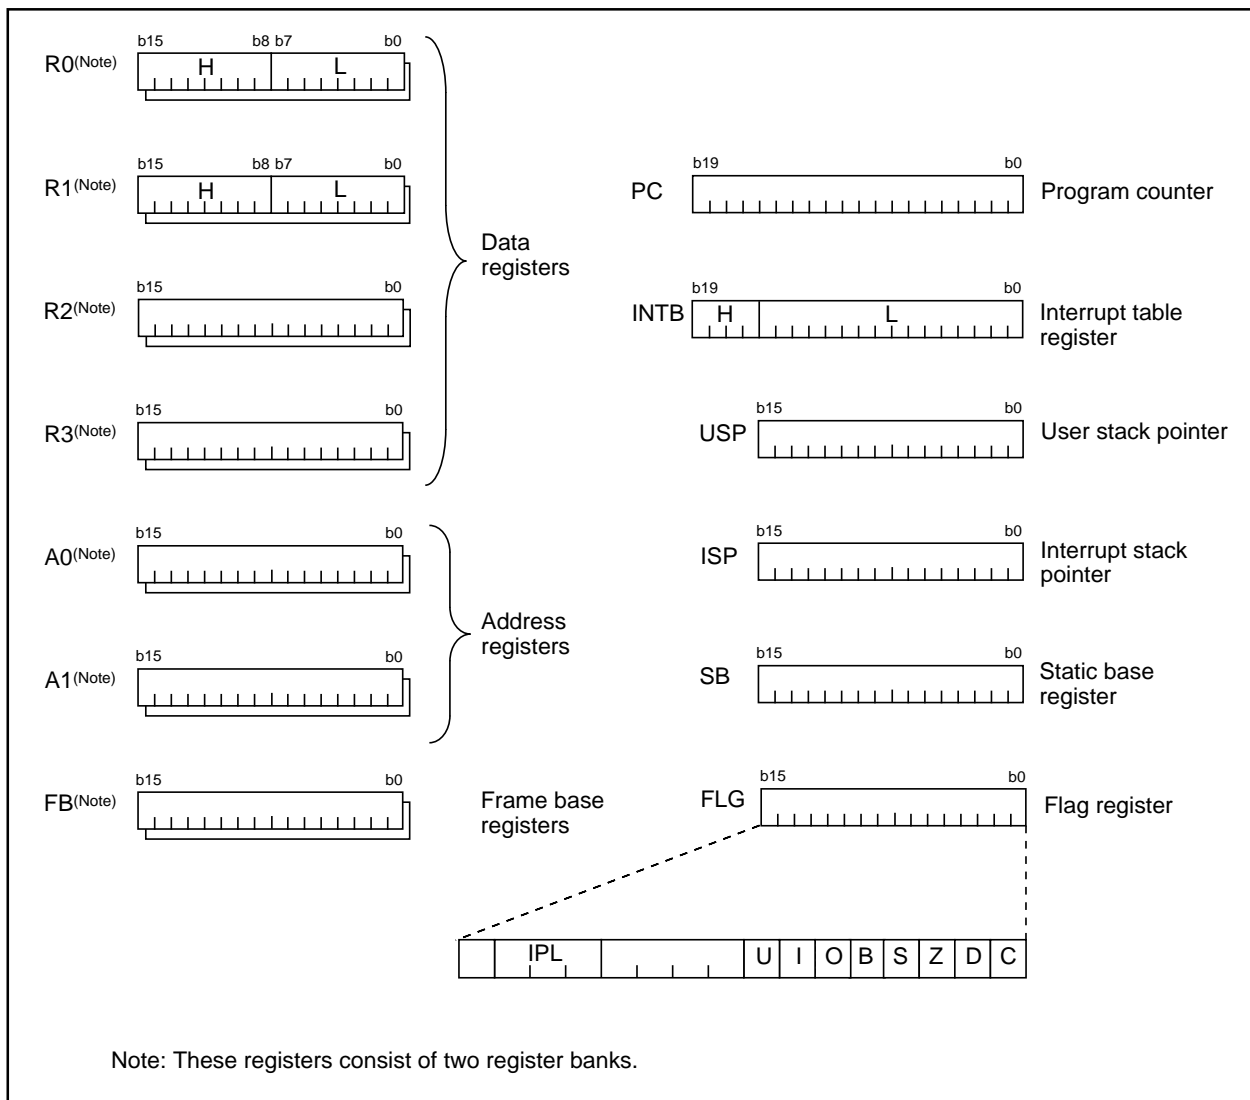 b15 b8 b7 b0
R0(Note) H L
b15 b8 b7 b0
R1(Note) H L
b15 b0
R2(Note)
b15 b0
R3(Note)
Data
registers
b15 b0
A0(Note)
b15 b0
A1(Note)
Address
registers
b15 b0
FB(Note)
Frame base
registers
b19 b0
PC Program counter
b19 b0
INTB H L Interrupt table
register
b15 b0
USP User stack pointer
b15 b0
ISP Interrupt stack
pointer
b15 b0
SB Static base
register
b15 b0
FLG Flag register
IPL U I O B S Z D C
Note: These registers consist of two register banks.